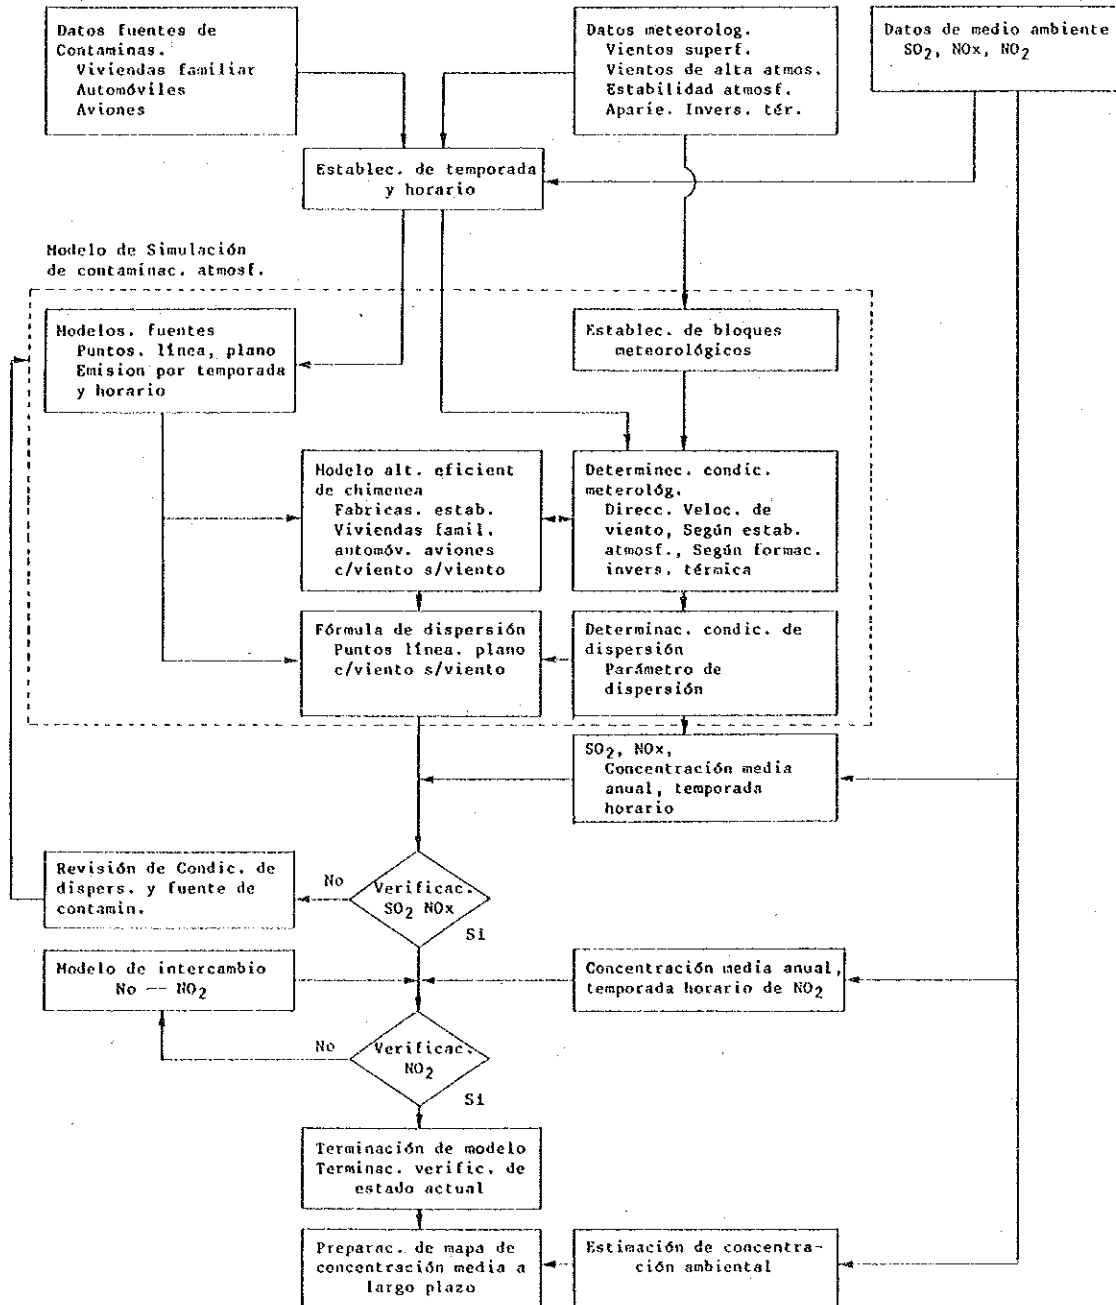 Datos fuentes de
Contaminas.
Viviendas familiar
Automóviles
Aviones
Datos meteorolog.
Vientos superf.
Vientos de alta atmos.
Estabilidad atmosf.
Aparie. Invers. tér.
Datos de medio ambiente
SO2, NOx, NO2
Establec. de temporada
y horario
Modelo de Simulación
de contaminac. atmosf.
Modelos. fuentes
Puntos. línea, plano
Emision por temporada
y horario
Establec. de bloques
meteorológicos
Modelo alt. eficient
de chimenea
Fabricas. estab.
Viviendas famil.
automóv. aviones
c/viento s/viento
Determinec. condic.
meterológ.
Direcc. Veloc. de
viento, Según estab.
atmosf., Según formac.
invers. térmica
Fórmula de dispersión
Puntos línea. plano
c/viento s/viento
Determinac. condic. de
dispersión
Parámetro de
dispersión
SO2, NOx,
Concentración media
anual, temporada
horario
Revisión de Condic. de
dispers. y fuente de
contamin.
No
Verificac.
SO2 NOx
Si
Modelo de intercambio
No -- NO2
Concentración media anual,
temporada horario de NO2
No
Verificac.
NO2
Si
Terminación de modelo
Terminac. verific. de
estado actual
Preparac. de mapa de
concentración media a
largo plazo
Estimación de concentra-
ción ambiental